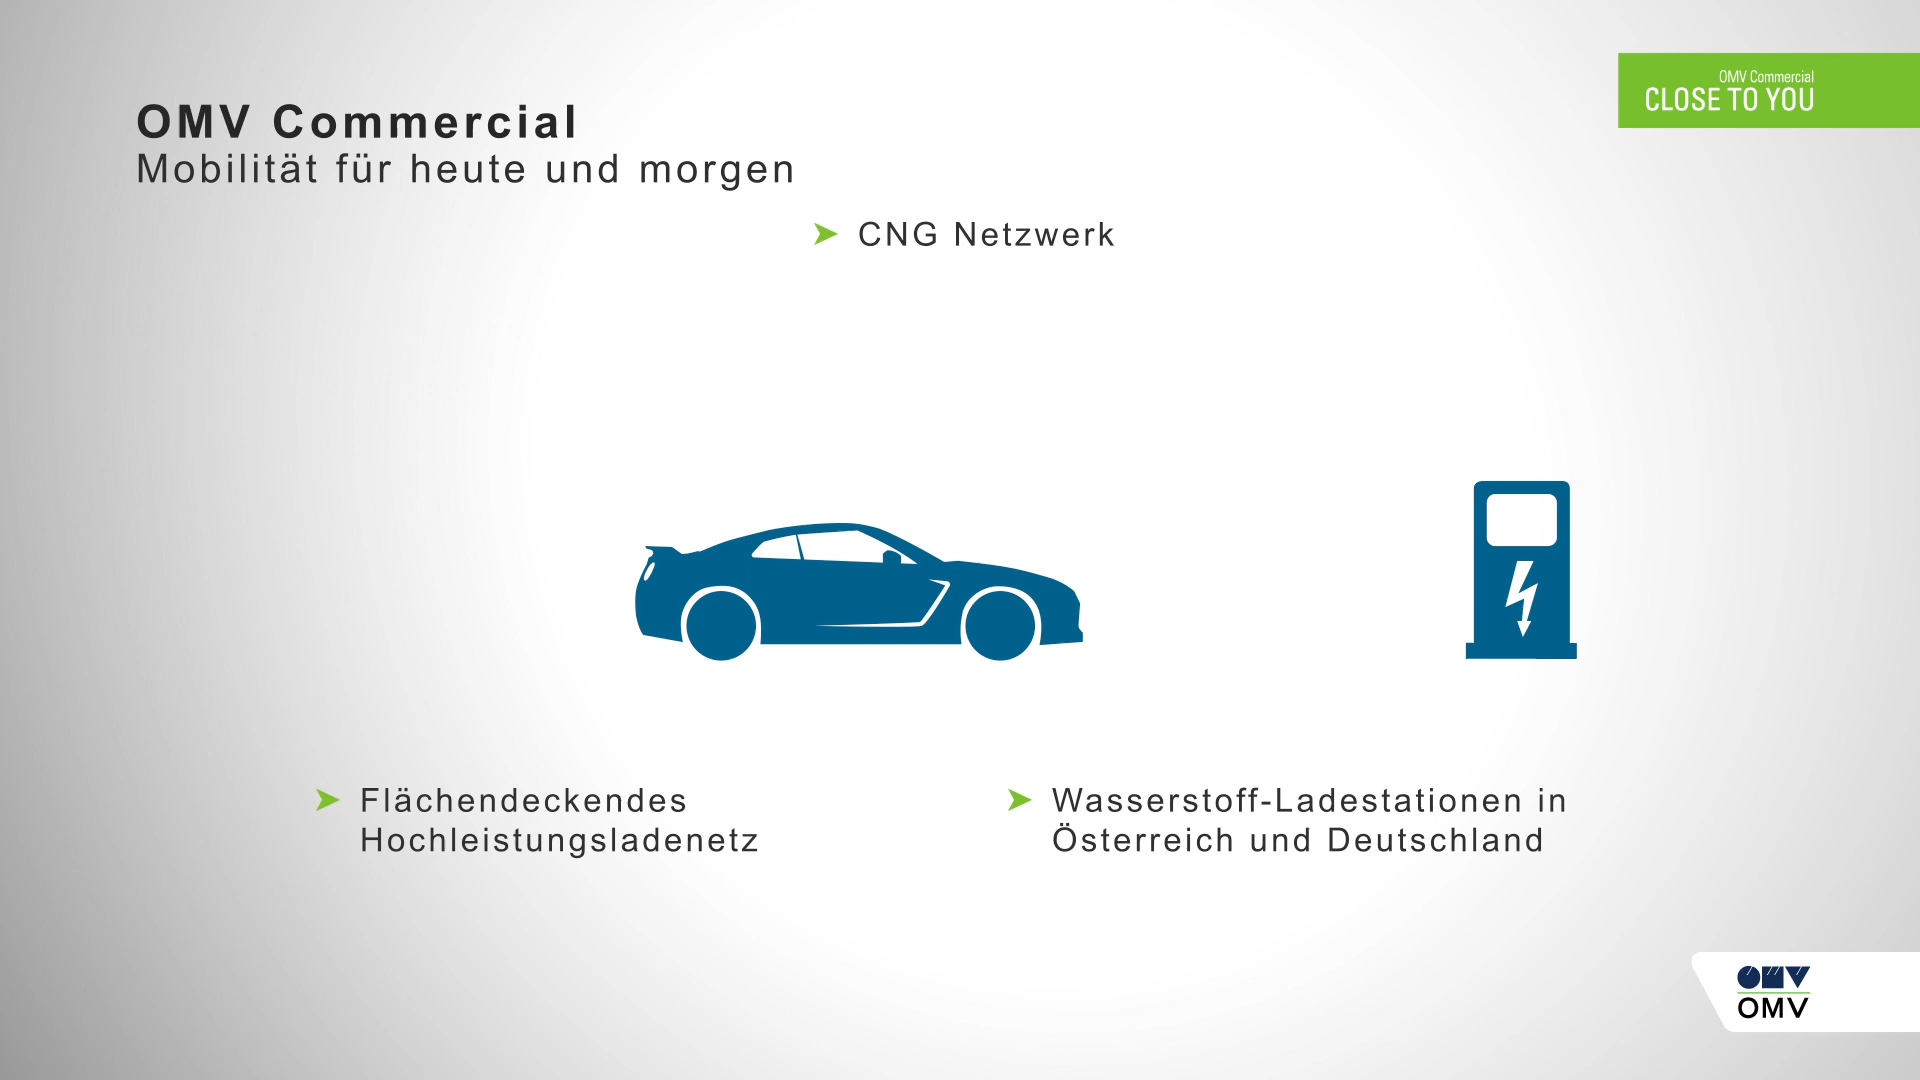 OMV Commercial
CLOSE TO YOU
OMV Commercial
Mobilität für heute und morgen
CNG Netzwerk
Flächendeckendes
Hochleistungsladenetz
Wasserstoff-Ladestationen in
Österreich und Deutschland
OMV
OMV